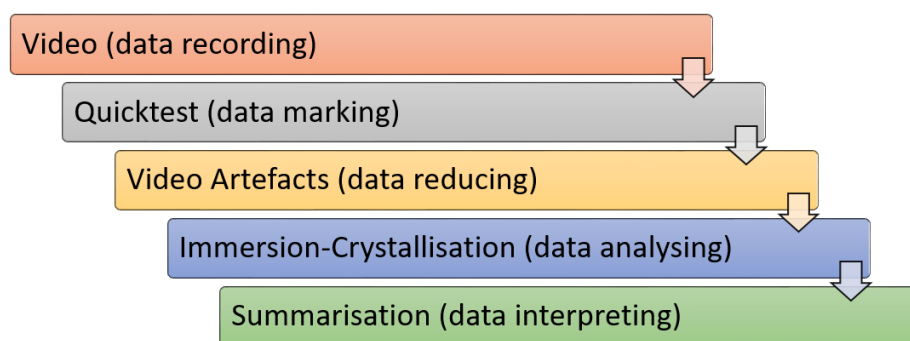 Video (data recording)
Quicktest (data marking)
Video Artefacts (data reducing)
Immersion-Crystallisation (data analysing)
Summarisation (data interpreting)